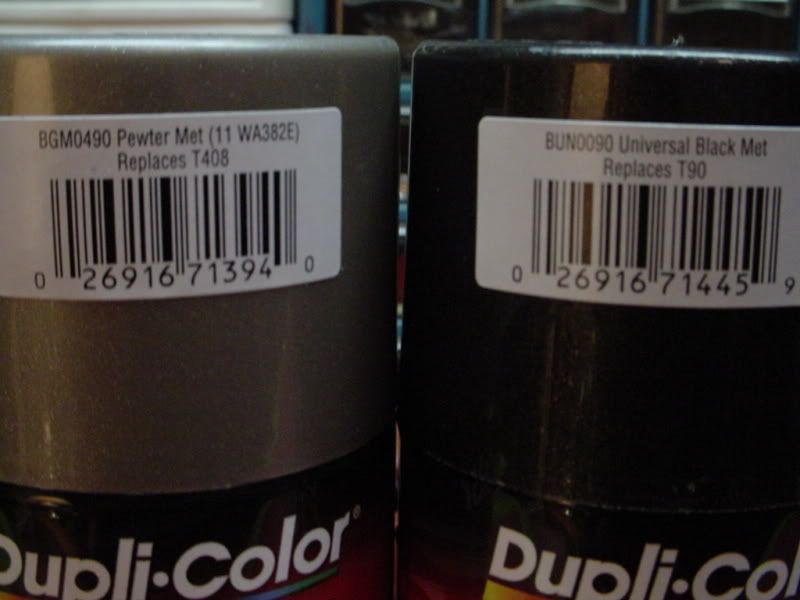 BGM0490 Pewter Met (11 WA382E)
Replaces T408
0 26916 71394 0
Dupli·Color®
BUN0090 Universal Black Met
Replaces T90
0 26916 71445 9
Dupli·Colo